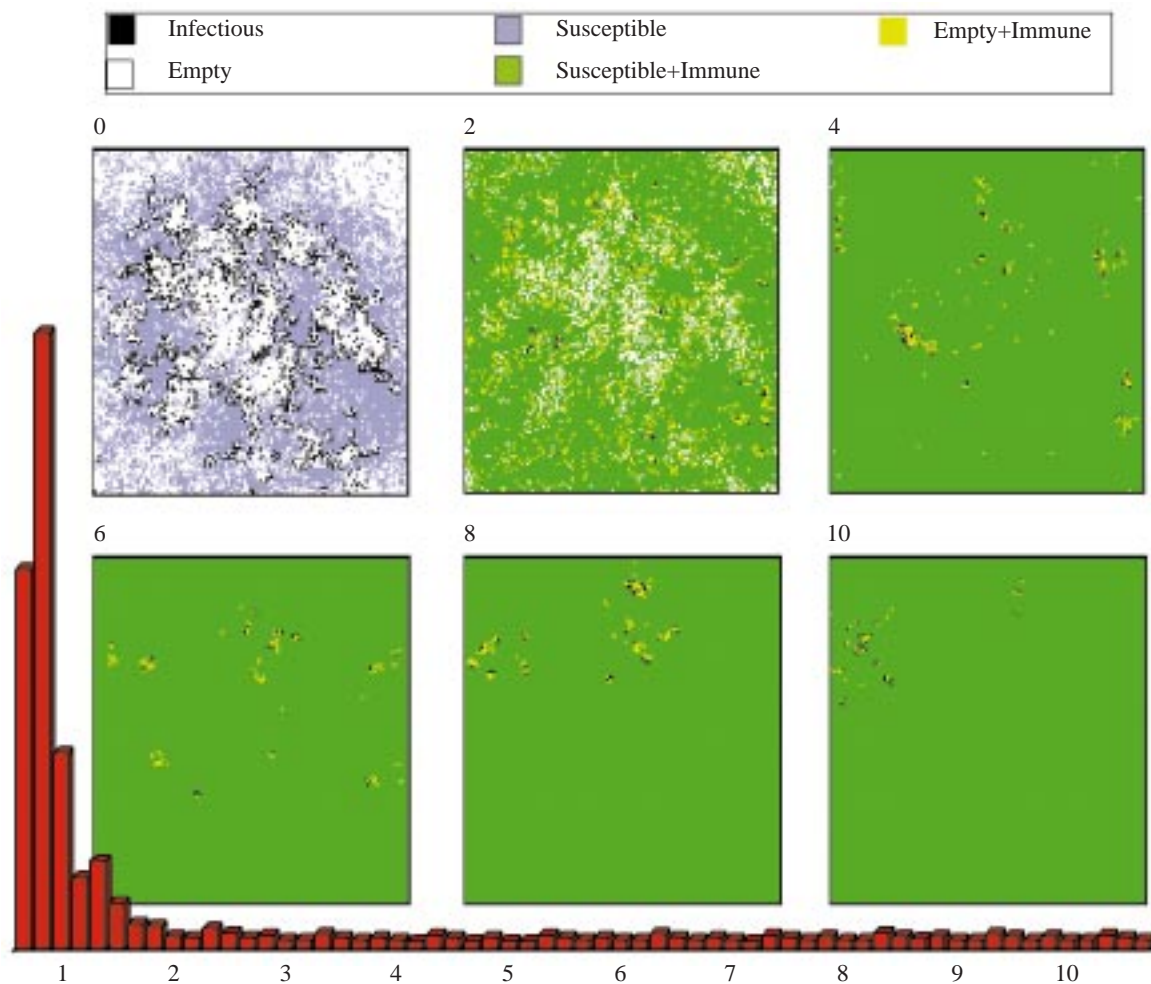 Infectious
Susceptible
Empty+Immune
Empty
Susceptible+Immune
0
2
4
6
8
10
1 2 3 4 5 6 7 8 9 10